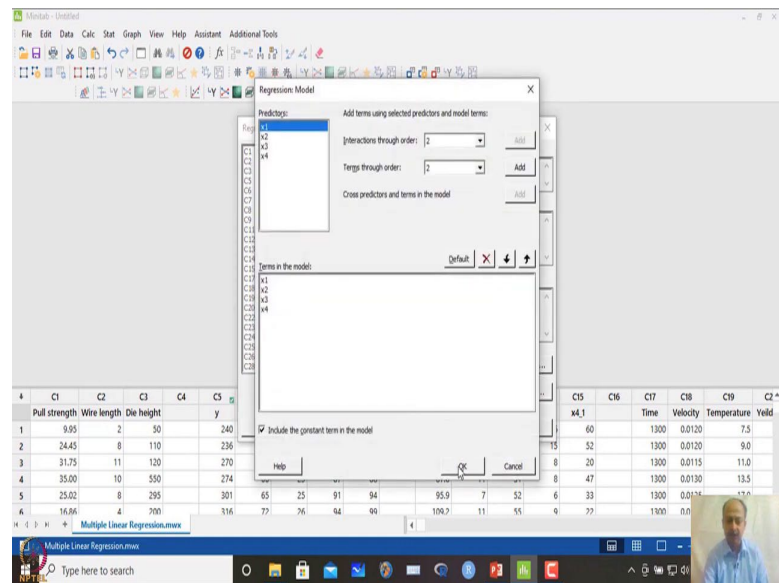 Minitab - Untitled
File Edit Data Calc Stat Graph View Help Assistant Additional Tools
Regression: Model
Predictors:
Add terms using selected predictors and model terms:
x1
x2
x3
x4
Interactions through order: 2 Add
Terms through order: 2 Add
Cross predictors and terms in the model Add
Default
Terms in the model:
x1
x2
x3
x4
Include the constant term in the model
Help OK Cancel
C1 C2 C3 C4 C5 C15 C16 C17 C18 C19
Pull strength Wire length Die height y x4_1 Time Velocity Temperature Yeild
1 9.95 2 50 240 60 1300 0.0120 7.5
2 24.45 8 110 236 15 52 1300 0.0120 9.0
3 31.75 11 120 270 8 20 1300 0.0115 11.0
4 35.00 10 550 274 8 47 1300 0.0130 13.5
5 25.02 8 295 301 65 25 91 94 95.9 7 52 6 33 1300
6 16.86 4 200 316 72 26 94 99 109.2 11 55 9 22 1300
Multiple Linear Regression.mwx
Multiple Linear Regression.mwx
Type here to search
NPTEL